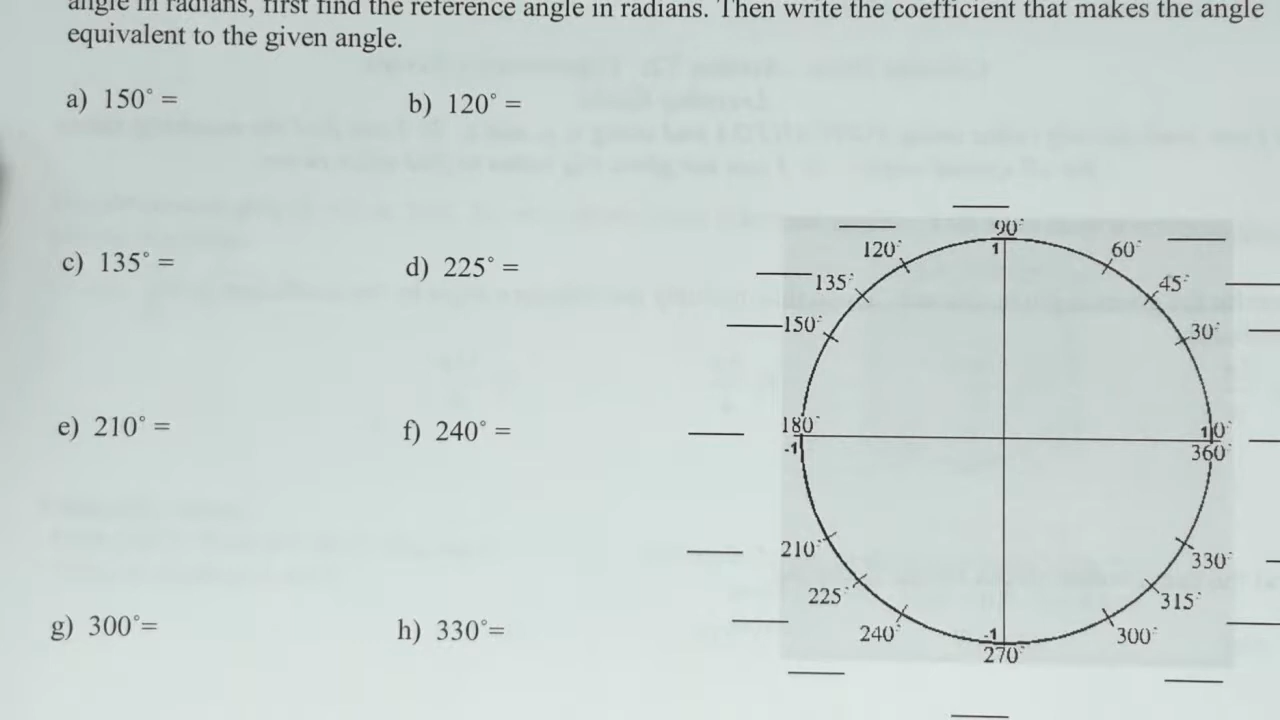 angle in radians, first find the reference angle in radians. Then write the coefficient that makes the angle
equivalent to the given angle.
a) 150° =
b) 120° =
c) 135° =
d) 225° =
e) 210° =
f) 240° =
g) 300°=
h) 330°=
90°
1
120°
60°
135°
45°
150°
30°
180°
-1
1
0°
360°
210°
330°
225°
315°
240°
300°
-1
270°